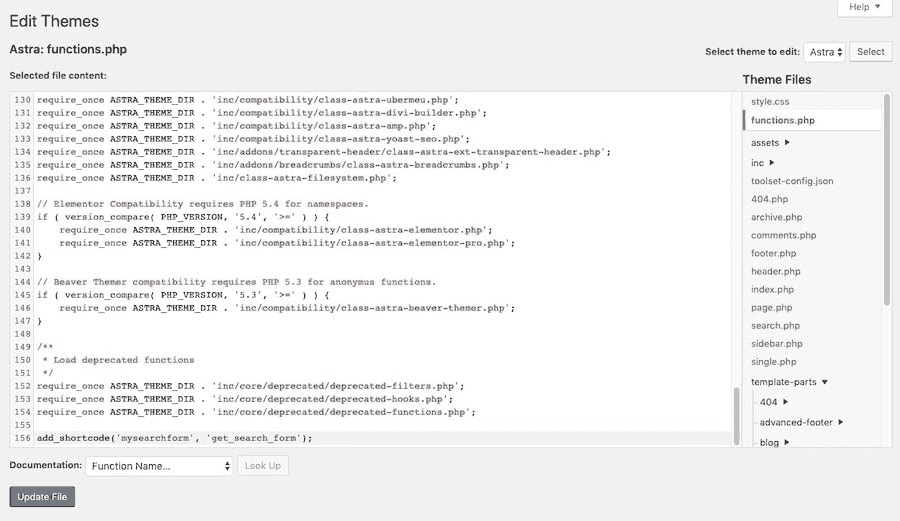 Help ▼
Edit Themes
Astra: functions.php
Select theme to edit: Astra Select
Selected file content:
Theme Files
130 require_once ASTRA_THEME_DIR . 'inc/compatibility/class-astra-ubermeu.php';
131 require_once ASTRA_THEME_DIR . 'inc/compatibility/class-astra-divi-builder.php';
132 require_once ASTRA_THEME_DIR . 'inc/compatibility/class-astra-amp.php';
133 require_once ASTRA_THEME_DIR . 'inc/compatibility/class-astra-yoast-seo.php';
134 require_once ASTRA_THEME_DIR . 'inc/addons/transparent-header/class-astra-ext-transparent-header.php';
135 require_once ASTRA_THEME_DIR . 'inc/addons/breadcrumbs/class-astra-breadcrumbs.php';
136 require_once ASTRA_THEME_DIR . 'inc/class-astra-filesystem.php';
137
138 // Elementor Compatibility requires PHP 5.4 for namespaces.
139 if ( version_compare( PHP_VERSION, '5.4', '>=' ) ) {
140 require_once ASTRA_THEME_DIR . 'inc/compatibility/class-astra-elementor.php';
141 require_once ASTRA_THEME_DIR . 'inc/compatibility/class-astra-elementor-pro.php';
142 }
143
144 // Beaver Themer compatibility requires PHP 5.3 for anonymus functions.
145 if ( version_compare( PHP_VERSION, '5.3', '>=' ) ) {
146 require_once ASTRA_THEME_DIR . 'inc/compatibility/class-astra-beaver-themer.php';
147 }
148
149 /**
150 * Load deprecated functions
151 */
152 require_once ASTRA_THEME_DIR . 'inc/core/deprecated/deprecated-filters.php';
153 require_once ASTRA_THEME_DIR . 'inc/core/deprecated/deprecated-hooks.php';
154 require_once ASTRA_THEME_DIR . 'inc/core/deprecated/deprecated-functions.php';
155
156 add_shortcode('mysearchform', 'get_search_form');
style.css
functions.php
assets ▶
inc ▶
toolset-config.json
404.php
archive.php
comments.php
footer.php
header.php
index.php
page.php
search.php
sidebar.php
single.php
template-parts ▼
404 ▶
advanced-footer ▶
blog ▶
Documentation: Function Name... Look Up
Update File